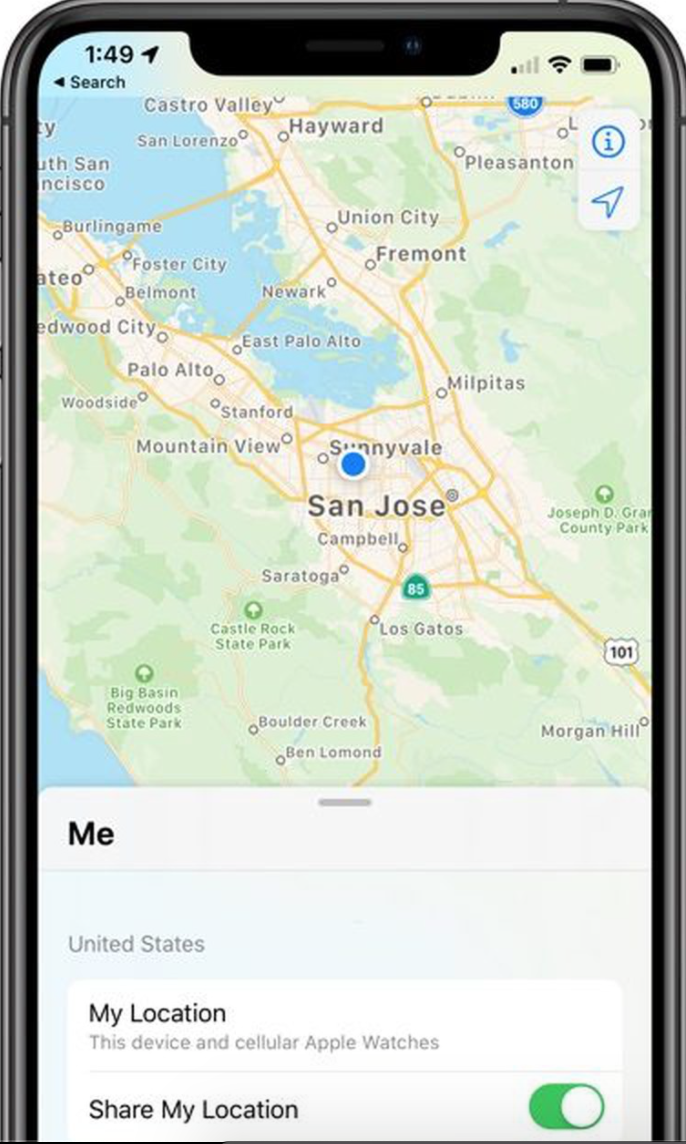 1:49
Search
Castro Valley
580
ty
Hayward
San Lorenzo
Pleasanton
uth San
ncisco
Burlingame
Union City
Fremont
Foster City
ateo
Belmont
Newark
edwood City
East Palo Alto
Palo Alto
Milpitas
Woodside
Stanford
Mountain View
Sunnyvale
San Jose
Joseph D. Gran
County Park
Campbell
Saratoga
85
Castle Rock
State Park
Los Gatos
101
Big Basin
Redwoods
State Park
Boulder Creek
Morgan Hill
Ben Lomond
Me
United States
My Location
This device and cellular Apple Watches
Share My Location